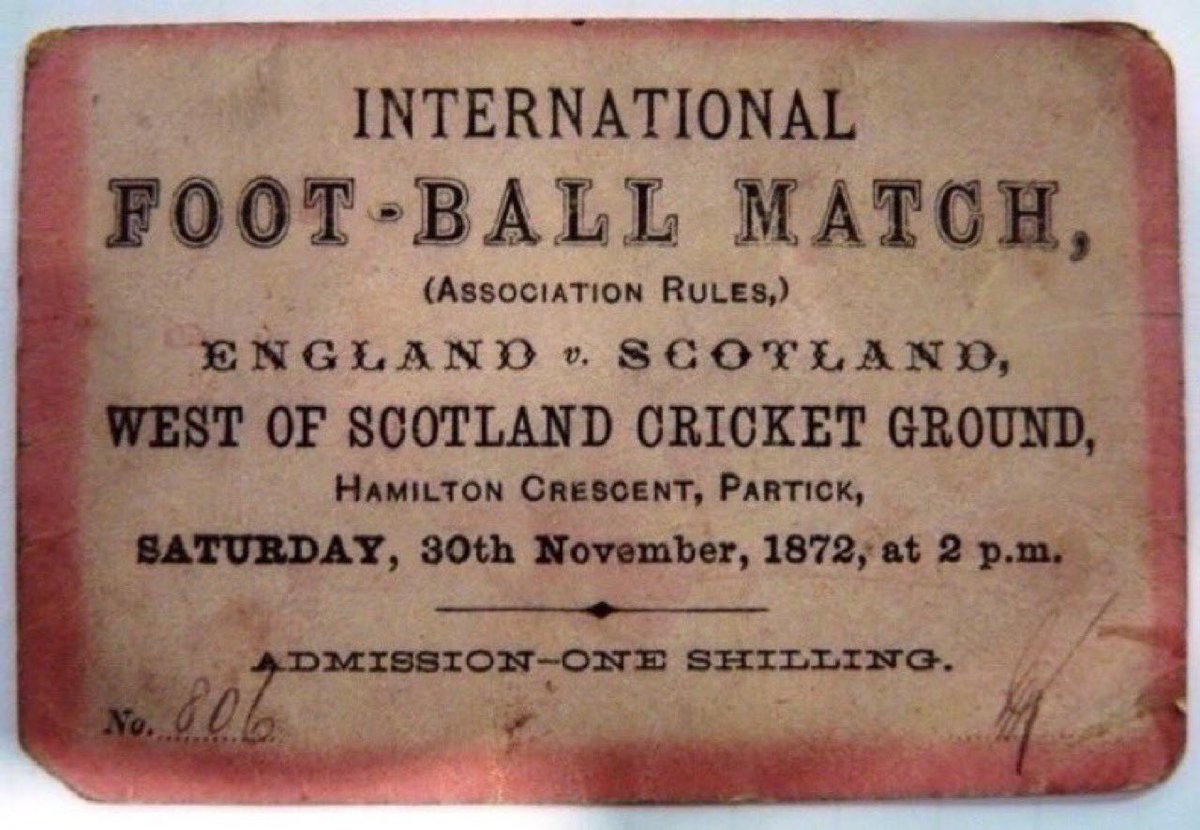 INTERNATIONAL
FOOT-BALL MATCH,
(ASSOCIATION RULES,)
ENGLAND v. SCOTLAND,
WEST OF SCOTLAND CRICKET GROUND,
HAMILTON CRESCENT, PARTICK,
SATURDAY, 30th November, 1872, at 2 p.m.
ADMISSION-ONE SHILLING.
No. 806